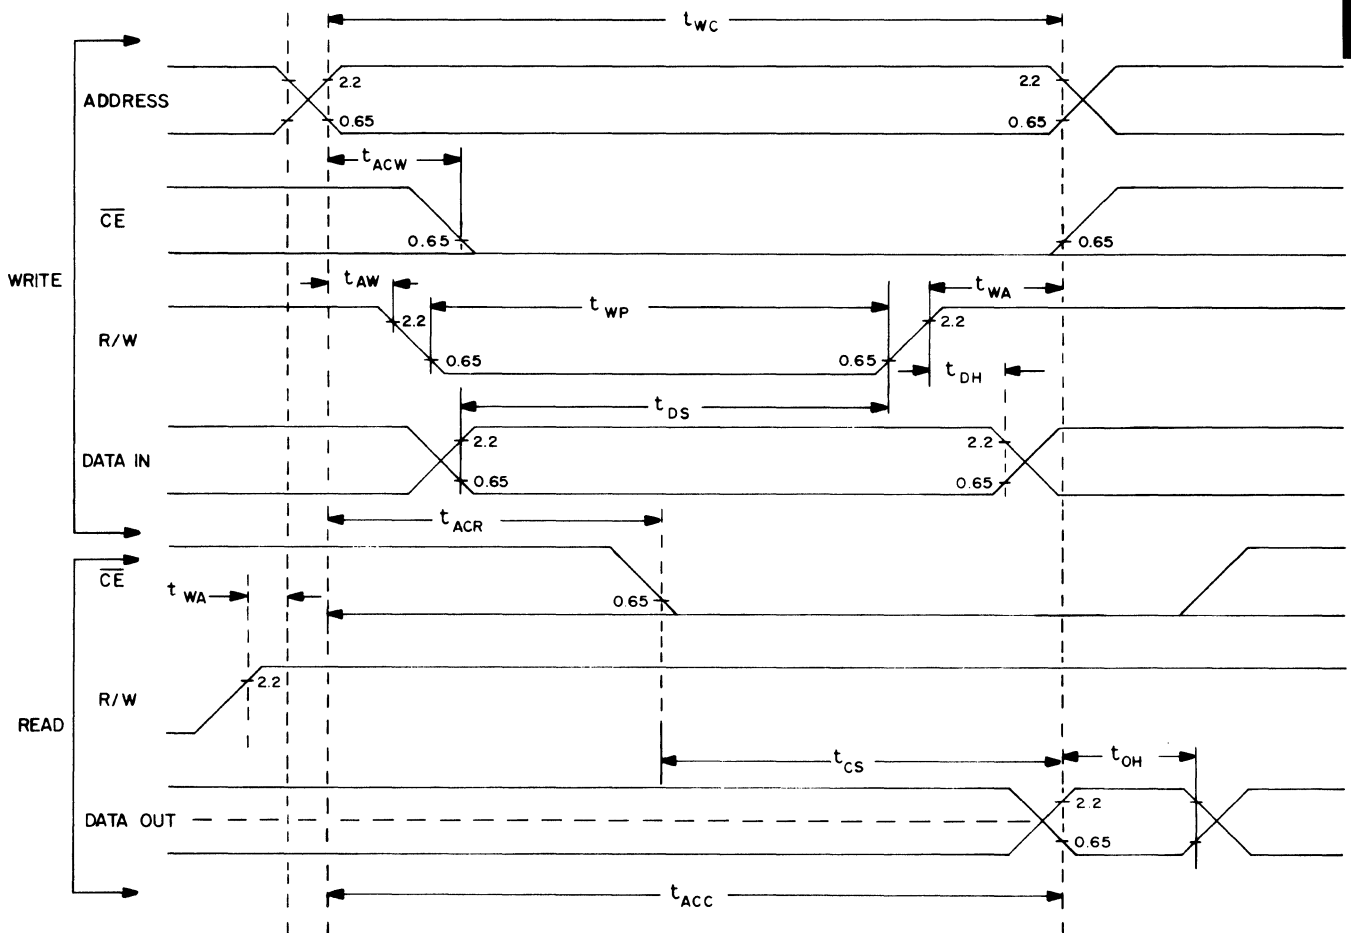 tWC
ADDRESS
2.2
2.2
0.65
0.65
tACW
CE
0.65
0.65
WRITE
tAW
tWP
tWA
R/W
2.2
2.2
0.65
0.65
tDH
tDS
DATA IN
2.2
2.2
0.65
0.65
tACR
CE
tWA
0.65
R/W
2.2
READ
tCS
tOH
DATA OUT
2.2
0.65
tACC